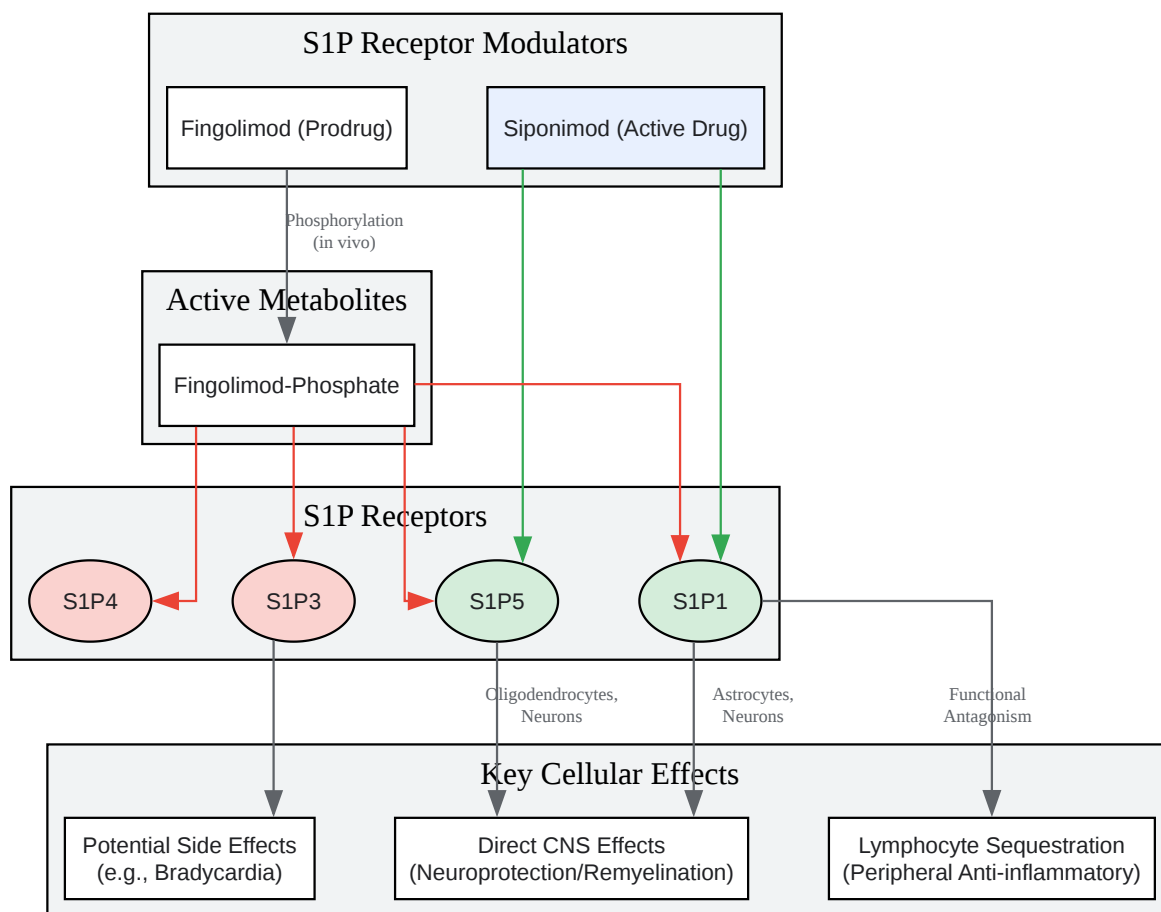 S1P Receptor Modulators
Fingolimod (Prodrug)
Siponimod (Active Drug)
Phosphorylation
(in vivo)
Active Metabolites
Fingolimod-Phosphate
S1P Receptors
S1P4
S1P3
S1P5
S1P1
Oligodendrocytes,
Neurons
Astrocytes,
Neurons
Functional
Antagonism
Key Cellular Effects
Potential Side Effects
(e.g., Bradycardia)
Direct CNS Effects
(Neuroprotection/Remyelination)
Lymphocyte Sequestration
(Peripheral Anti-inflammatory)